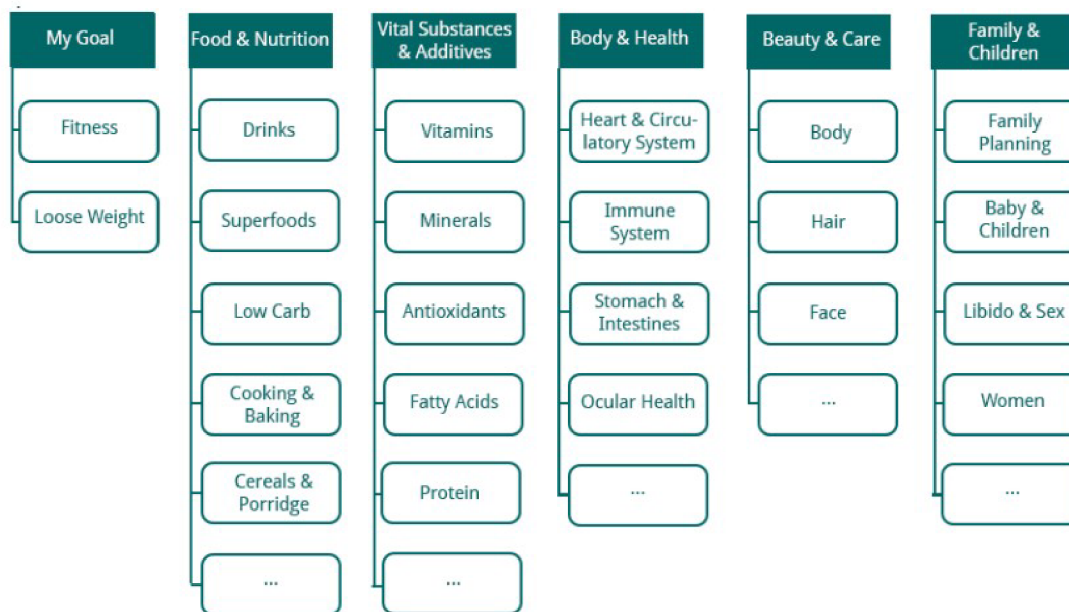 My Goal
Fitness
Loose Weight
Food & Nutrition
Drinks
Superfoods
Low Carb
Cooking &
Baking
Cereals &
Porridge
...
Vital Substances
& Additives
Vitamins
Minerals
Antioxidants
Fatty Acids
Protein
...
Body & Health
Heart & Circu-
latory System
Immune
System
Stomach &
Intestines
Ocular Health
...
Beauty & Care
Body
Hair
Face
...
Family &
Children
Family
Planning
Baby &
Children
Libido & Sex
Women
...